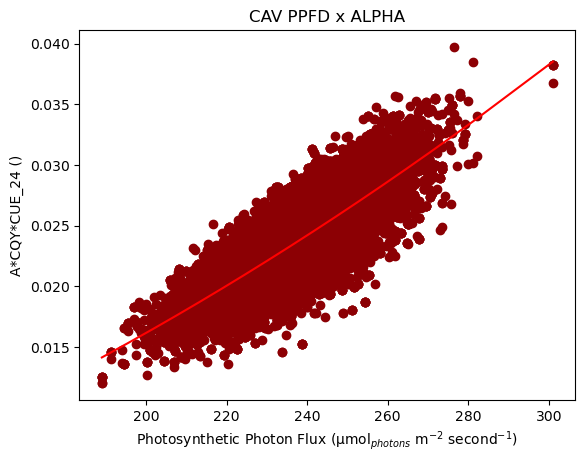 CAV PPFD x ALPHA
A*CQY*CUE_24 ()
0.040
0.035
0.030
0.025
0.020
0.015
200 220 240 260 280 300
Photosynthetic Photon Flux (μmol$_{photons}$ m$^{-2}$ second$^{-1}$)